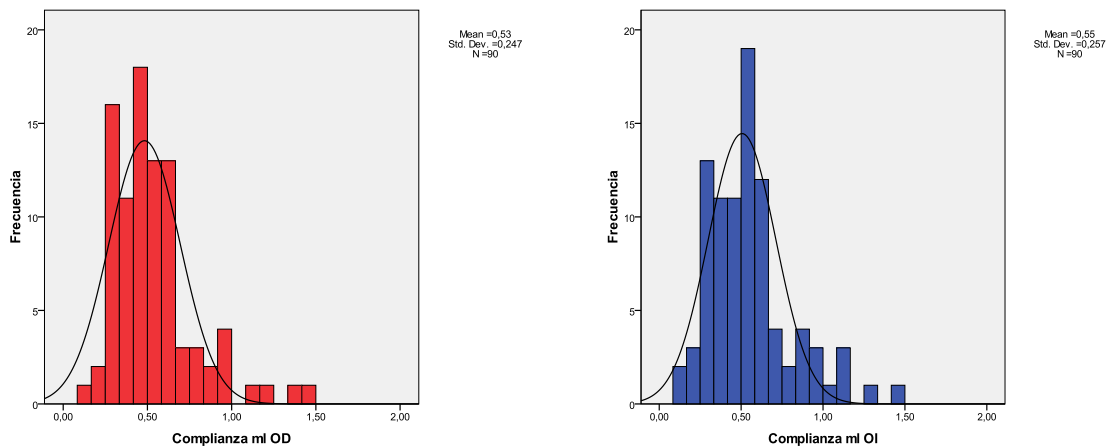 20
15
10
5
0
Frecuencia
0,00 0,50 1,00 1,50 2,00
Complianza ml OD
Mean =0,53
Std. Dev. =0,247
N =90
20
15
10
5
0
Frecuencia
0,00 0,50 1,00 1,50 2,00
Complianza ml OI
Mean =0,55
Std. Dev. =0,257
N =90